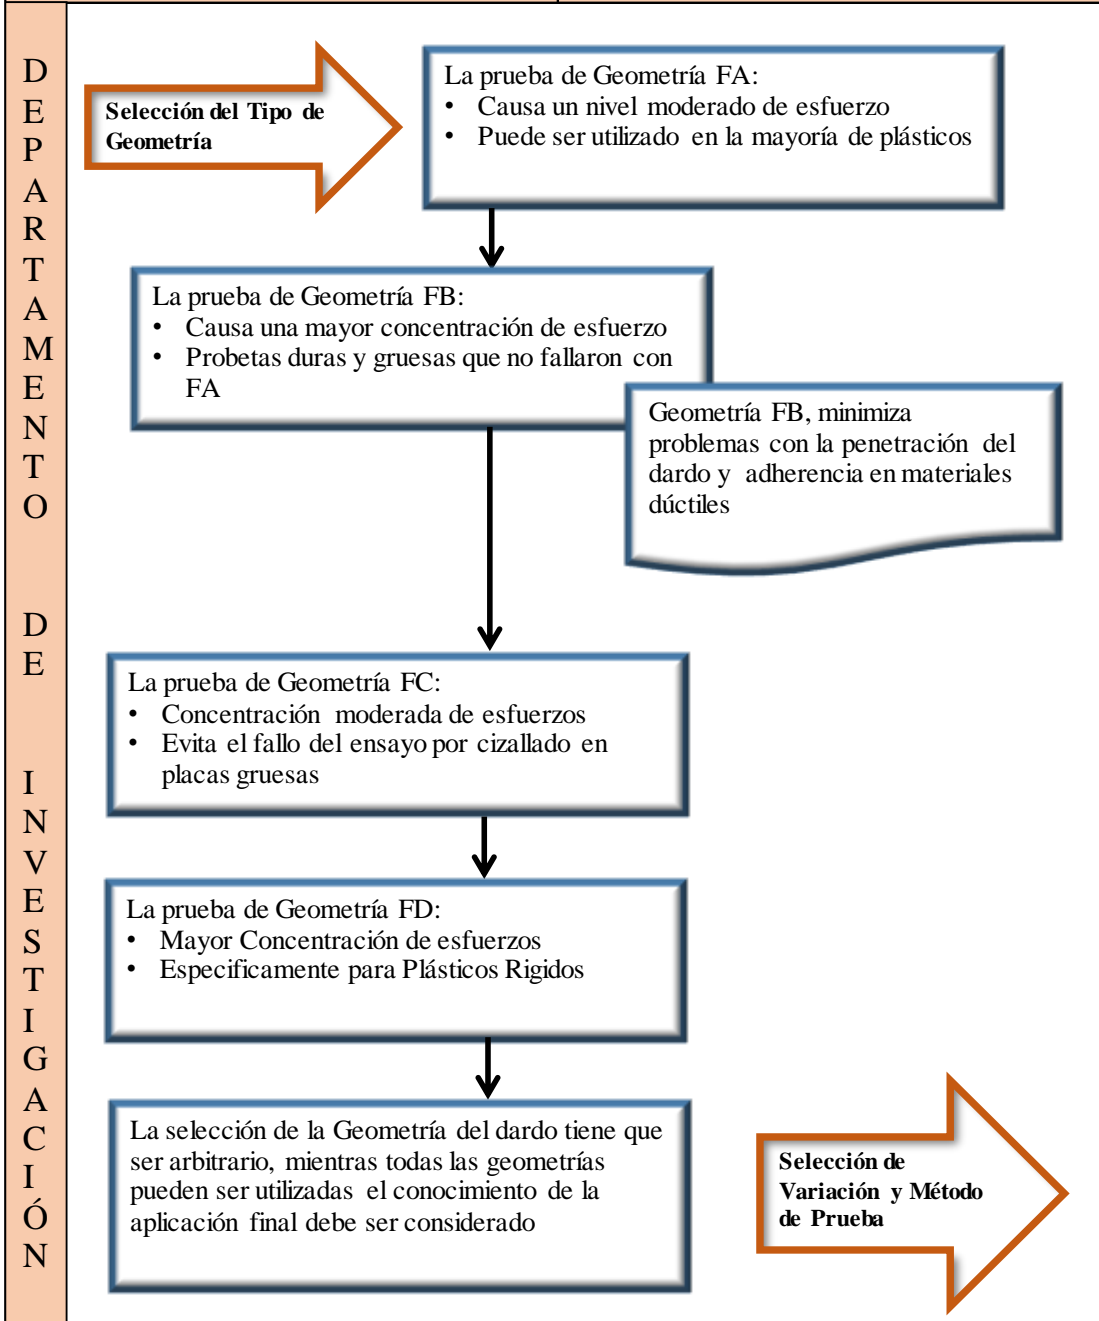 DEPARTAMENTO DE INVESTIGACIÓN
Selección del Tipo de
Geometría
La prueba de Geometría FA:
• Causa un nivel moderado de esfuerzo
• Puede ser utilizado en la mayoría de plásticos
La prueba de Geometría FB:
• Causa una mayor concentración de esfuerzo
• Probetas duras y gruesas que no fallaron con
FA
Geometría FB, minimiza
problemas con la penetración del
dardo y adherencia en materiales
dúctiles
La prueba de Geometría FC:
• Concentración moderada de esfuerzos
• Evita el fallo del ensayo por cizallado en
placas gruesas
La prueba de Geometría FD:
• Mayor Concentración de esfuerzos
• Especificamente para Plásticos Rigidos
La selección de la Geometría del dardo tiene que
ser arbitrario, mientras todas las geometrías
pueden ser utilizadas el conocimiento de la
aplicación final debe ser considerado
Selección de
Variación y Método
de Prueba